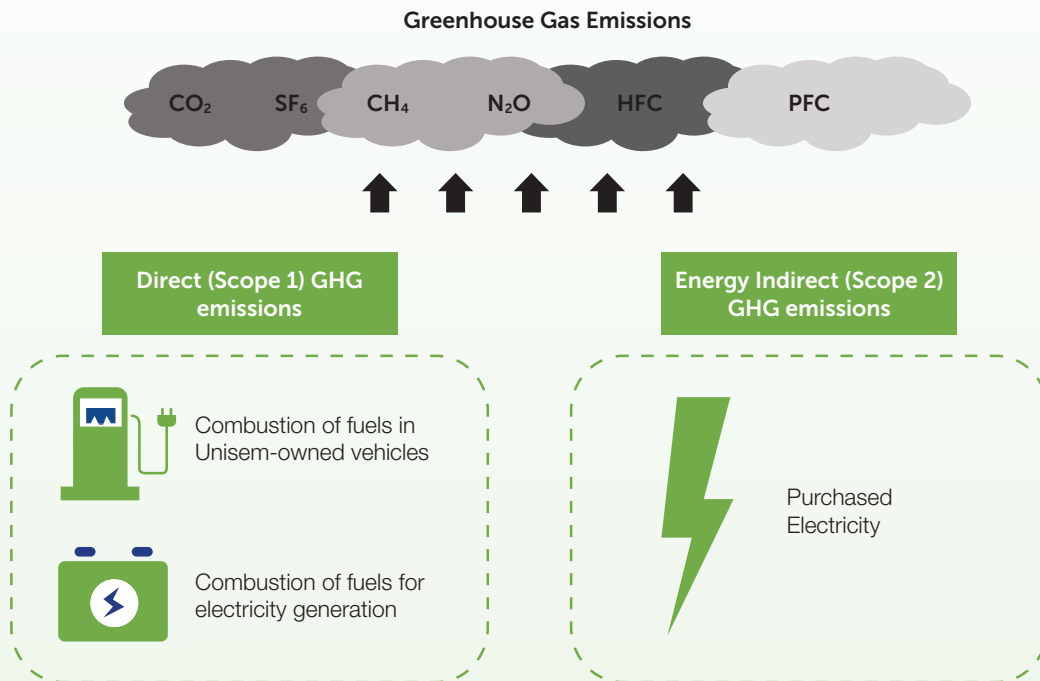 Greenhouse Gas Emissions
CO₂ SF₆ CH₄ N₂O HFC PFC
Direct (Scope 1) GHG
emissions
Energy Indirect (Scope 2)
GHG emissions
Combustion of fuels in
Unisem-owned vehicles
Combustion of fuels for
electricity generation
Purchased
Electricity